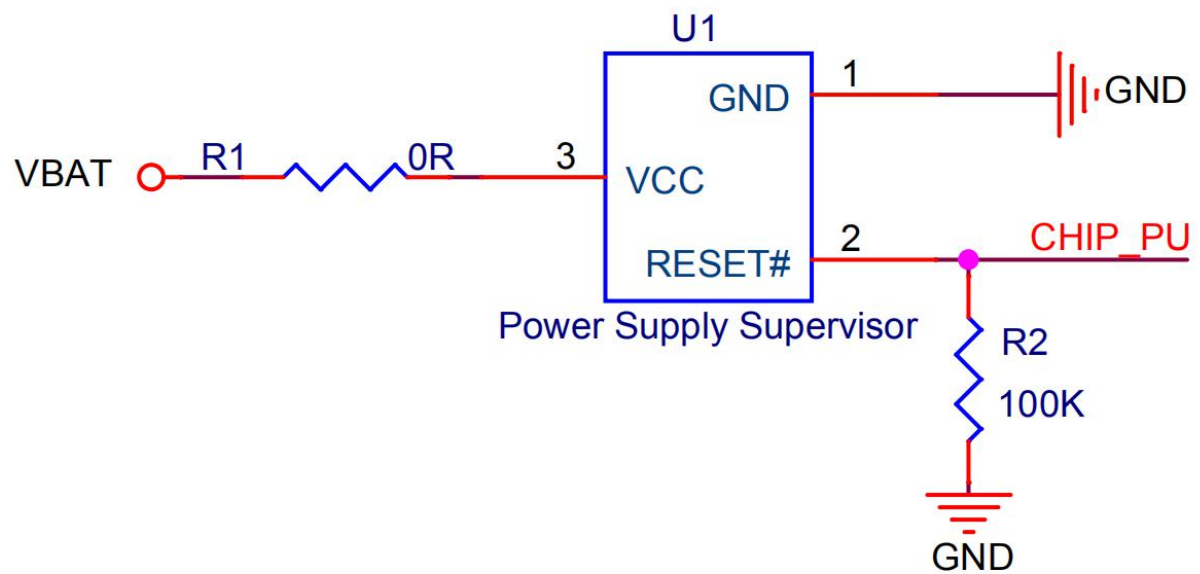 U1
1
GND
GND
VBAT
R1
0R
3
VCC
2
CHIP_PU
RESET#
Power Supply Supervisor
R2
100K
GND